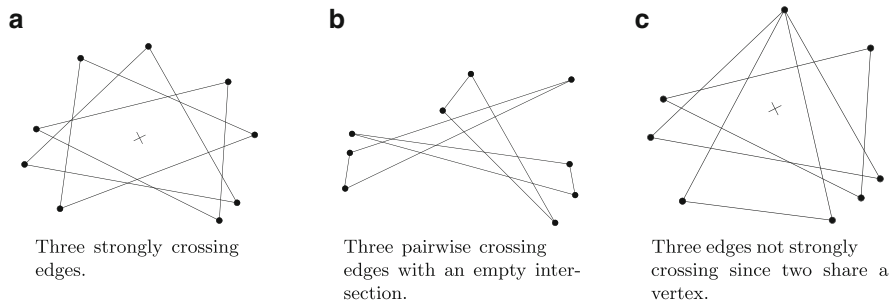 a
b
c
Three strongly crossing
edges.
Three pairwise crossing
edges with an empty inter-
section.
Three edges not strongly
crossing since two share a
vertex.